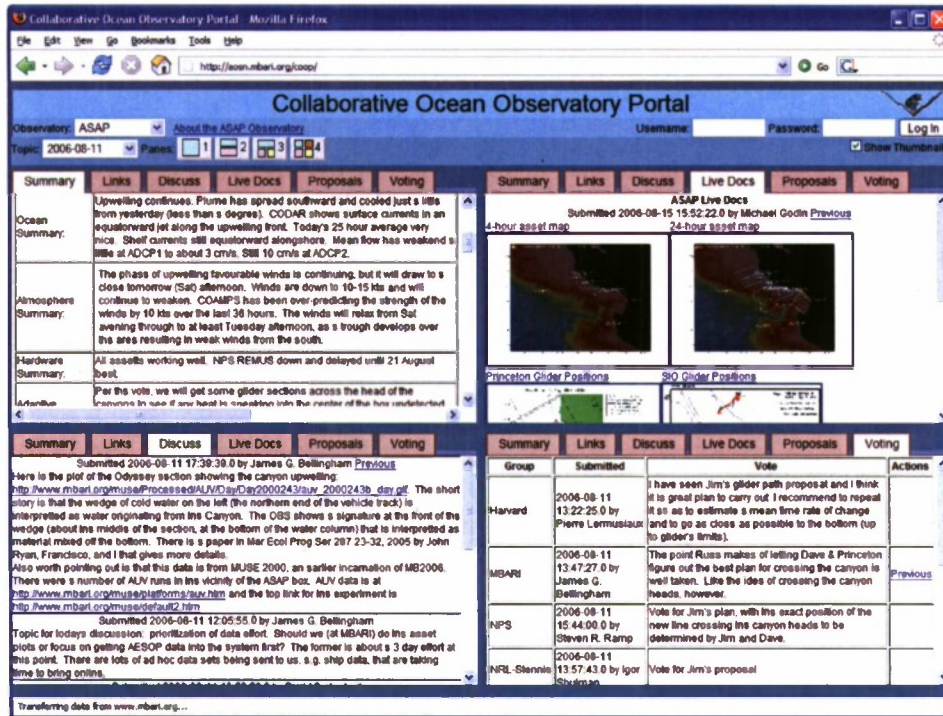 Collaborative Ocean Observatory Portal - Mozilla Firefox
File Edit View Go Bookmarks Tools Help
http://aosn.mbari.org/coop/
Go
Collaborative Ocean Observatory Portal
Observatory: ASAP About the ASAP Observatory Username: Password: Log In
Topic: 2006-08-11 Panes: 1 2 3 4 Show Thumbnail
Summary Links Discuss Live Docs Proposals Voting
Ocean Summary:
Upwelling continues. Plume has spread southward and cooled just s little
from yesterday (less than s degree). CODAR shows surface currents in an
equatorward jet along the upwelling front. Today's 25 hour average very
nice. Shelf currents still equatorward alongshore. Mean flow has weakend s
little at ADCP1 to about 3 cm/s. Still 10 cm/s at ADCP2.
Atmosphere Summary:
The phase of upwelling favourable winds is continuing, but it will draw to s
close tomorrow (Sat) afternoon. Winds are down to 10-15 kts and will
continue to weaken. COAMPS has been over-predicting the strength of the
winds by 10 kts over the last 36 hours. The winds will relax from Sat
avening through to at least Tuesday afternoon, as s trough develops over
ths area resulting in weak winds from the south.
Hardware Summary:
All assets working well. NPS REMUS down and delayed until 21 August
best.
Adaptive
Per ths vote, we will get some glider sections across the head of the
canyons to see if any heat is sneaking into the center of the box undetected
Summary Links Discuss Live Docs Proposals Voting
ASAP Live Docs
Submitted 2006-08-15 15:52:22.0 by Michael Godin Previous
4-hour asset map 24-hour asset map
Princeton Glider Positions SIO Glider Positions
Summary Links Discuss Live Docs Proposals Voting
Submitted 2006-08-11 17:39:39.0 by James G. Bellingham Previous
Here is the plot of the Odyssey section showing the canyon upwelling:
http://www.mbari.org/muse/Processed/AUV/Day/Day2000243/auv_2000243b_day.gif. The short
story is that the wedge of cold water on the left (the northern end of the vehicle track) is
interpretted as water originating from Ins Canyon. The OBS shows s signature at ths front of ths
wedge (about Ins middle of the section, at the bottom of the water column) that is interpretted as
material mixed off the bottom. There is s paper in Mar Ecol Prog Ser 287 23-32, 2005 by John
Ryan, Francisco, and I that gives more details.
Also worth pointing out is that this data is from MUSE 2000, an sarlier incarnation of MB2006.
There were s number of AUV runs in Ins vicinity of the ASAP box. AUV data is at
http://www.mbari.org/muse/platforms/auv.htm and the top link for Ins experiment is
http://www.mbari.org/muse/default2.htm
Submitted 2006-08-11 12:05:55.0 by James G. Bellingham
Topic for todays discussion: prioritization of data effort. Should we (at MBARI) do Ins asset
plots or focus on getting AESOP data into the system first? The former is about s 3 day effort at
this point. There are lots of ad hoc data sets being sent to us. s.g. ship data, that are taking
time to bring online.
Summary Links Discuss Live Docs Proposals Voting
Group Submitted Vote Actions
Harvard
2006-08-11
13:22:25.0 by
Pierre Lermusiaux
I have seen Jim's glider path proposal and I think
it is great plan to carry out I recommend to repeat
it so as to estimate s mean time rate of change
and to go as close as possible to the bottom (up
to glider's limits).
MBARI
2006-08-11
13:47:27.0 by
James G.
Bellingham
The point Russ makes of letting Dave & Princeton
figure out the best plan for crossing the canyon is
well taken. Like the idea of crossing the canyon
heads, however.
Previous
NPS
2006-08-11
15:44:00.0 by
Steven R. Ramp
Vote for Jim's plan, with Ins exact position of the
new line crossing Ins canyon heads to be
determined by Jim and Dave.
NRL-Stennis
2006-08-11
13:57:43.0 by Igor
Shulman
Vote for Jim's proposal
Transferring data from www.mbari.org...